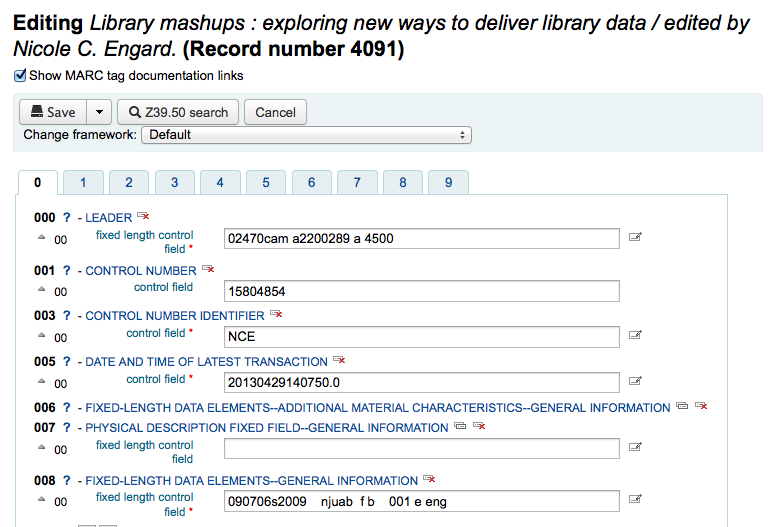 Editing Library mashups : exploring new ways to deliver library data / edited by
Nicole C. Engard. (Record number 4091)
Show MARC tag documentation links
Save Z39.50 search Cancel
Change framework: Default
0 1 2 3 4 5 6 7 8 9
000 ? - LEADER
00 fixed length control field * 02470cam a2200289 a 4500
001 ? - CONTROL NUMBER
00 control field 15804854
003 ? - CONTROL NUMBER IDENTIFIER
00 control field * NCE
005 ? - DATE AND TIME OF LATEST TRANSACTION
00 control field * 20130429140750.0
006 ? - FIXED-LENGTH DATA ELEMENTS--ADDITIONAL MATERIAL CHARACTERISTICS--GENERAL INFORMATION
007 ? - PHYSICAL DESCRIPTION FIXED FIELD--GENERAL INFORMATION
00 fixed length control field
008 ? - FIXED-LENGTH DATA ELEMENTS--GENERAL INFORMATION
00 fixed length control field * 090706s2009    njuab  f b    001 e eng